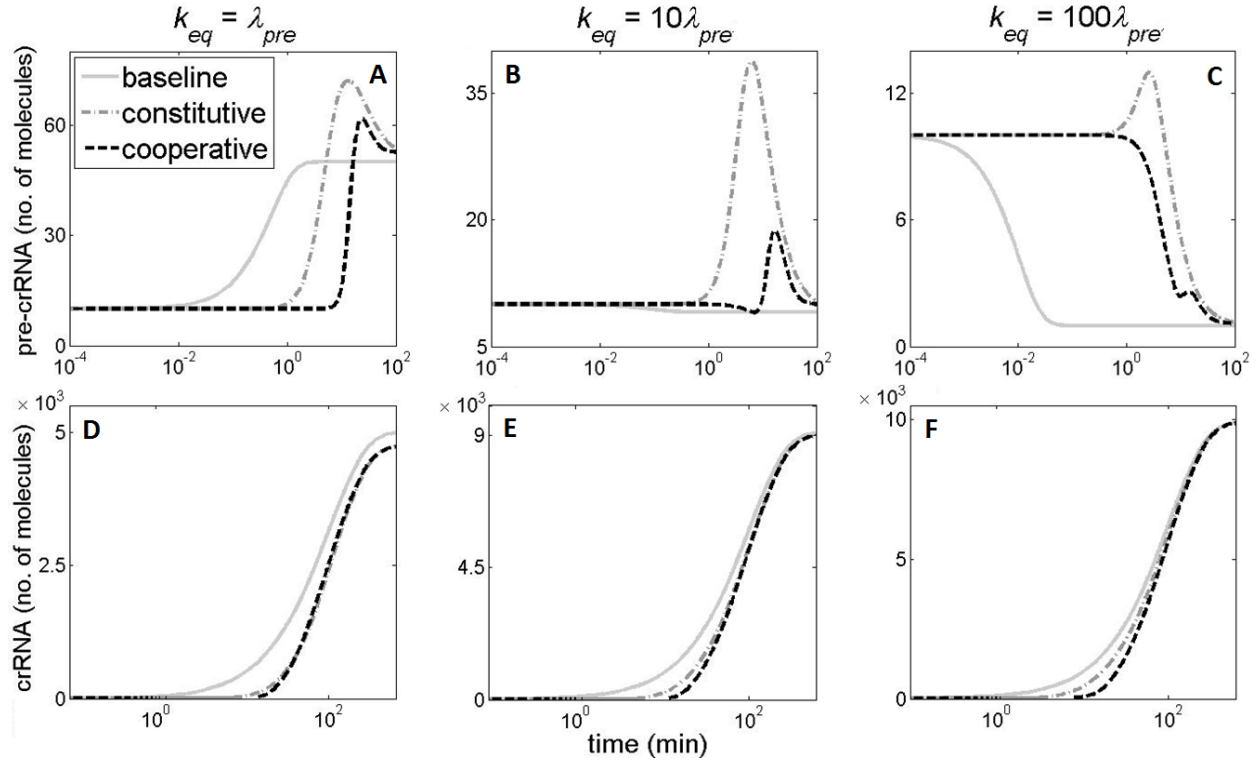 k_eq = λ_pre
k_eq = 10λ_pre'
k_eq = 100λ_pre'
baseline
constitutive
cooperative
A
B
C
pre-crRNA (no. of molecules)
60
30
0
35
20
5
12
6
0
10^-4 10^-2 10^0 10^2
10^-4 10^-2 10^0 10^2
10^-4 10^-2 10^0 10^2
× 10^3
× 10^3
× 10^3
D
E
F
crRNA (no. of molecules)
5
2.5
0
9
4.5
0
10
5
0
10^0 10^2
10^0 10^2
10^0 10^2
time (min)